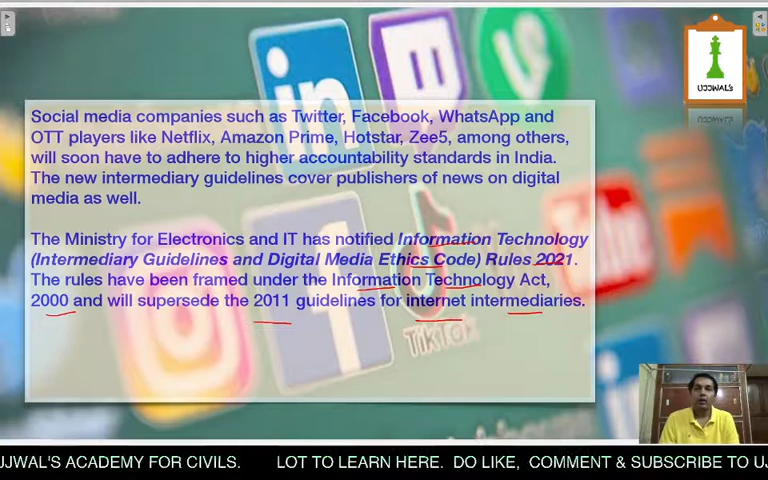 UJJWAL'S
Social media companies such as Twitter, Facebook, WhatsApp and
OTT players like Netflix, Amazon Prime, Hotstar, Zee5, among others,
will soon have to adhere to higher accountability standards in India.
The new intermediary guidelines cover publishers of news on digital
media as well.
The Ministry for Electronics and IT has notified Information Technology
(Intermediary Guidelines and Digital Media Ethics Code) Rules 2021.
The rules have been framed under the Information Technology Act,
2000 and will supersede the 2011 guidelines for internet intermediaries.
TikTok
JJWAL'S ACADEMY FOR CIVILS. LOT TO LEARN HERE. DO LIKE, COMMENT & SUBSCRIBE TO UJ